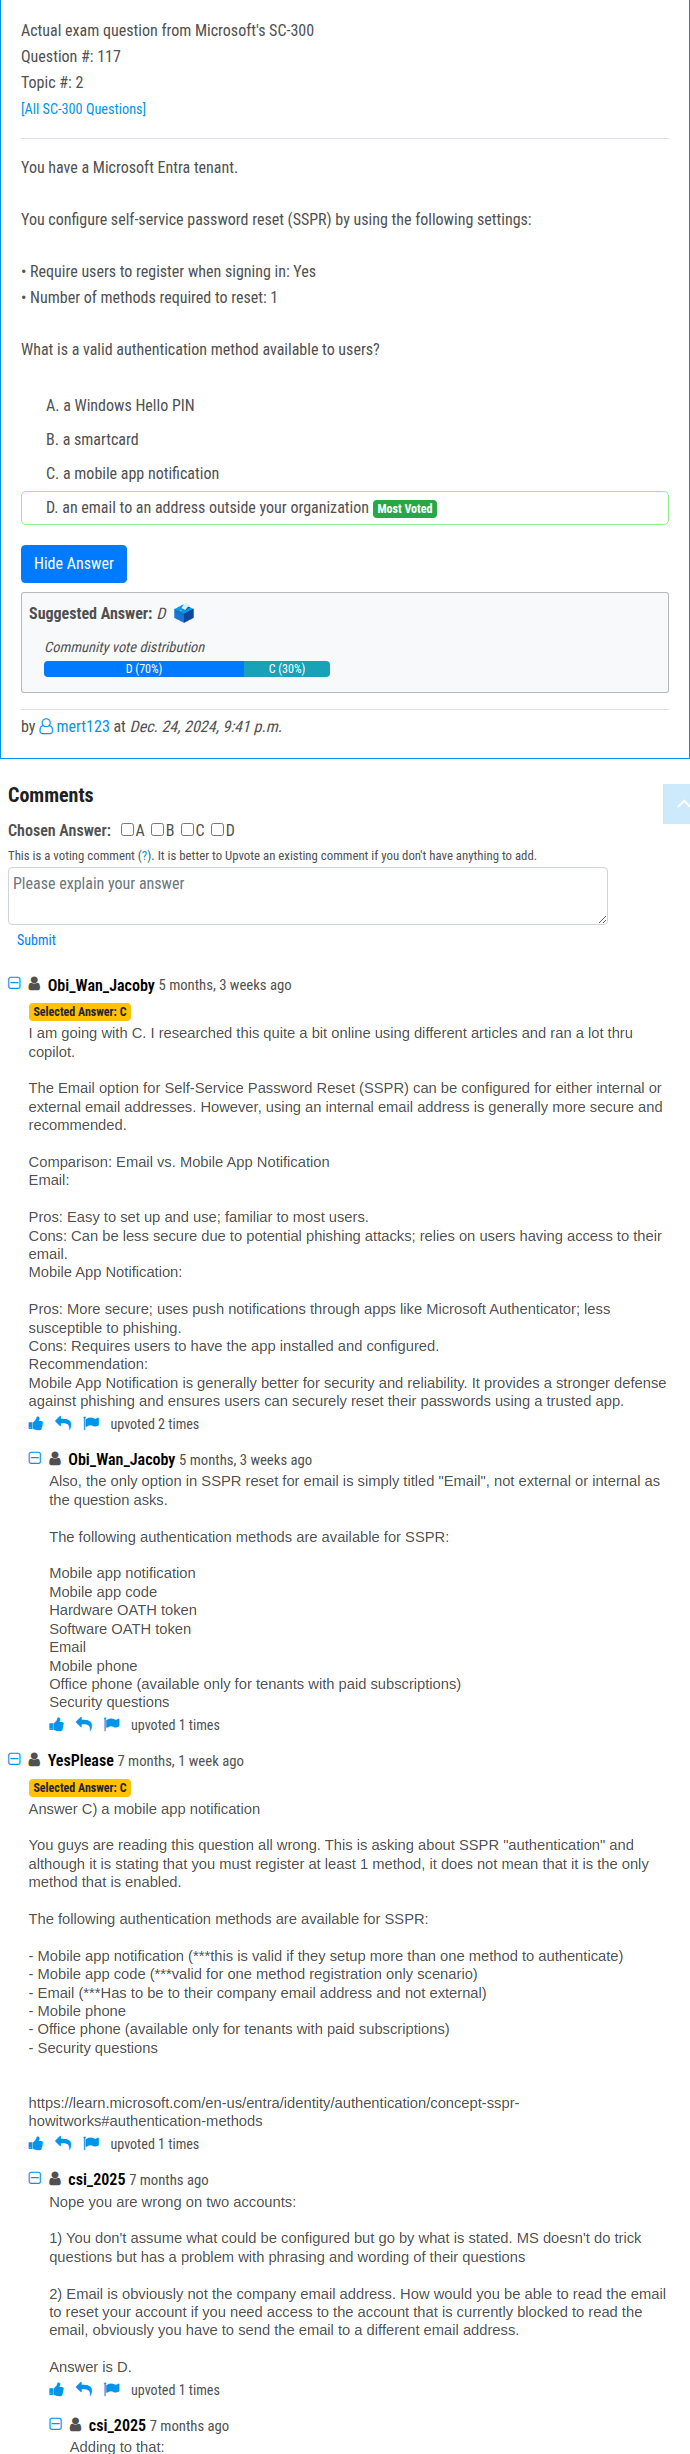 Actual exam question from Microsoft's SC-300
Question #: 117
Topic #: 2
[All SC-300 Questions]
You have a Microsoft Entra tenant.
You configure self-service password reset (SSPR) by using the following settings:
• Require users to register when signing in: Yes
• Number of methods required to reset: 1
What is a valid authentication method available to users?
A. a Windows Hello PIN
B. a smartcard
C. a mobile app notification
D. an email to an address outside your organization Most Voted
Hide Answer
Suggested Answer: D
Community vote distribution
D (70%) C (30%)
by mert123 at Dec. 24, 2024, 9:41 p.m.
Comments
Chosen Answer: A B C D
This is a voting comment (?). It is better to Upvote an existing comment if you don't have anything to add.
Please explain your answer
Submit
Obi_Wan_Jacoby 5 months, 3 weeks ago
Selected Answer: C
I am going with C. I researched this quite a bit online using different articles and ran a lot thru
copilot.
The Email option for Self-Service Password Reset (SSPR) can be configured for either internal or
external email addresses. However, using an internal email address is generally more secure and
recommended.
Comparison: Email vs. Mobile App Notification
Email:
Pros: Easy to set up and use; familiar to most users.
Cons: Can be less secure due to potential phishing attacks; relies on users having access to their
email.
Mobile App Notification:
Pros: More secure; uses push notifications through apps like Microsoft Authenticator; less
susceptible to phishing.
Cons: Requires users to have the app installed and configured.
Recommendation:
Mobile App Notification is generally better for security and reliability. It provides a stronger defense
against phishing and ensures users can securely reset their passwords using a trusted app.
upvoted 2 times
Obi_Wan_Jacoby 5 months, 3 weeks ago
Also, the only option in SSPR reset for email is simply titled "Email", not external or internal as
the question asks.
The following authentication methods are available for SSPR:
Mobile app notification
Mobile app code
Hardware OATH token
Software OATH token
Email
Mobile phone
Office phone (available only for tenants with paid subscriptions)
Security questions
upvoted 1 times
YesPlease 7 months, 1 week ago
Selected Answer: C
Answer C) a mobile app notification
You guys are reading this question all wrong. This is asking about SSPR "authentication" and
although it is stating that you must register at least 1 method, it does not mean that it is the only
method that is enabled.
The following authentication methods are available for SSPR:
- Mobile app notification (***this is valid if they setup more than one method to authenticate)
- Mobile app code (***valid for one method registration only scenario)
- Email (***Has to be to their company email address and not external)
- Mobile phone
- Office phone (available only for tenants with paid subscriptions)
- Security questions
https://learn.microsoft.com/en-us/entra/identity/authentication/concept-sspr-
howitworks#authentication-methods
upvoted 1 times
csi_2025 7 months ago
Nope you are wrong on two accounts:
1) You don't assume what could be configured but go by what is stated. MS doesn't do trick
questions but has a problem with phrasing and wording of their questions
2) Email is obviously not the company email address. How would you be able to read the email
to reset your account if you need access to the account that is currently blocked to read the
email, obviously you have to send the email to a different email address.
Answer is D.
upvoted 1 times
csi_2025 7 months ago
Adding to that: